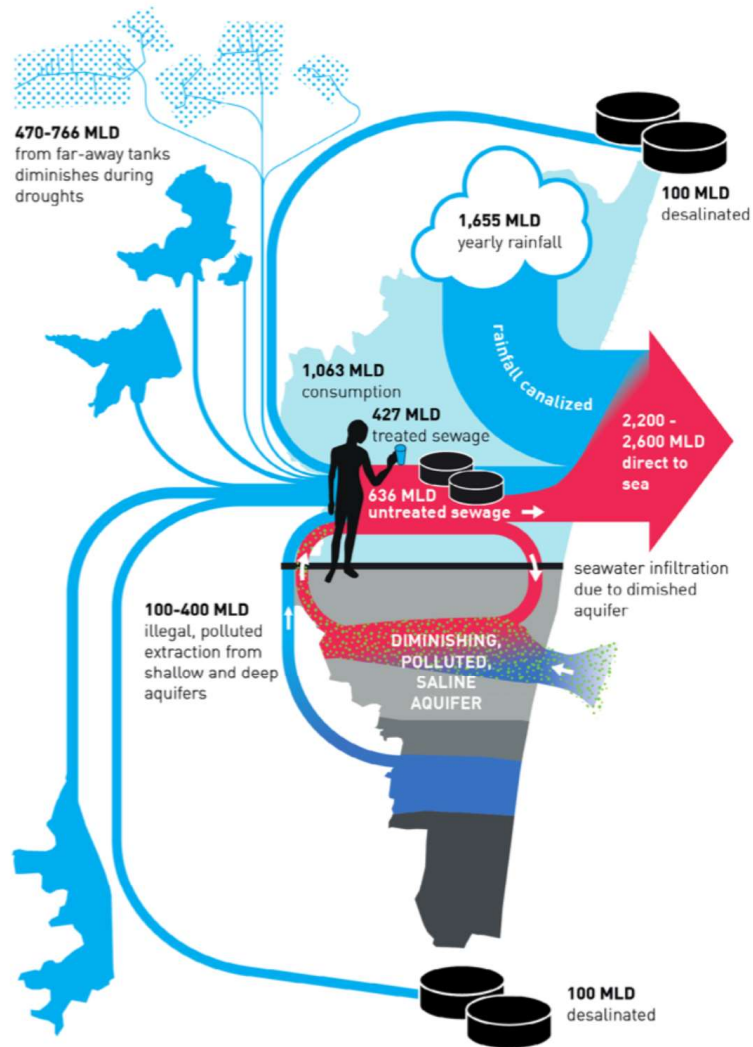 470-766 MLD
from far-away tanks
diminishes during
droughts
100 MLD
desalinated
1,655 MLD
yearly rainfall
rainfall canalized
1,063 MLD
consumption
427 MLD
treated sewage
2,200 -
2,600 MLD
direct to
sea
636 MLD
untreated sewage
seawater infiltration
due to dimished
aquifer
100-400 MLD
illegal, polluted
extraction from
shallow and deep
aquifers
DIMINISHING,
POLLUTED,
SALINE
AQUIFER
100 MLD
desalinated